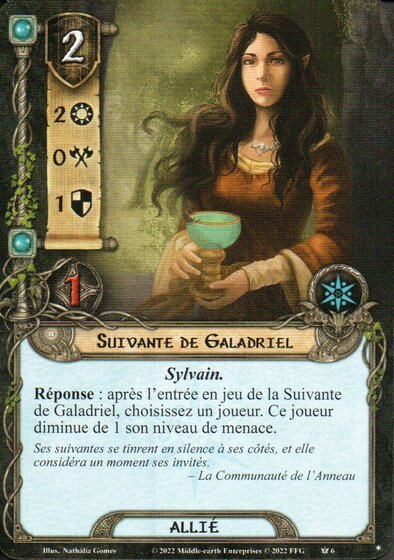 2
2
0
1
1
Suivante de Galadriel
Sylvain.
Réponse : après l'entrée en jeu de la Suivante
de Galadriel, choisissez un joueur. Ce joueur
diminue de 1 son niveau de menace.
Ses suivantes se tinrent en silence à ses côtés, et elle
considéra un moment ses invités.
– La Communauté de l'Anneau
Allié
Illus. Nathália Gomes © 2022 Middle-earth Enterprises © 2022 FFG 6